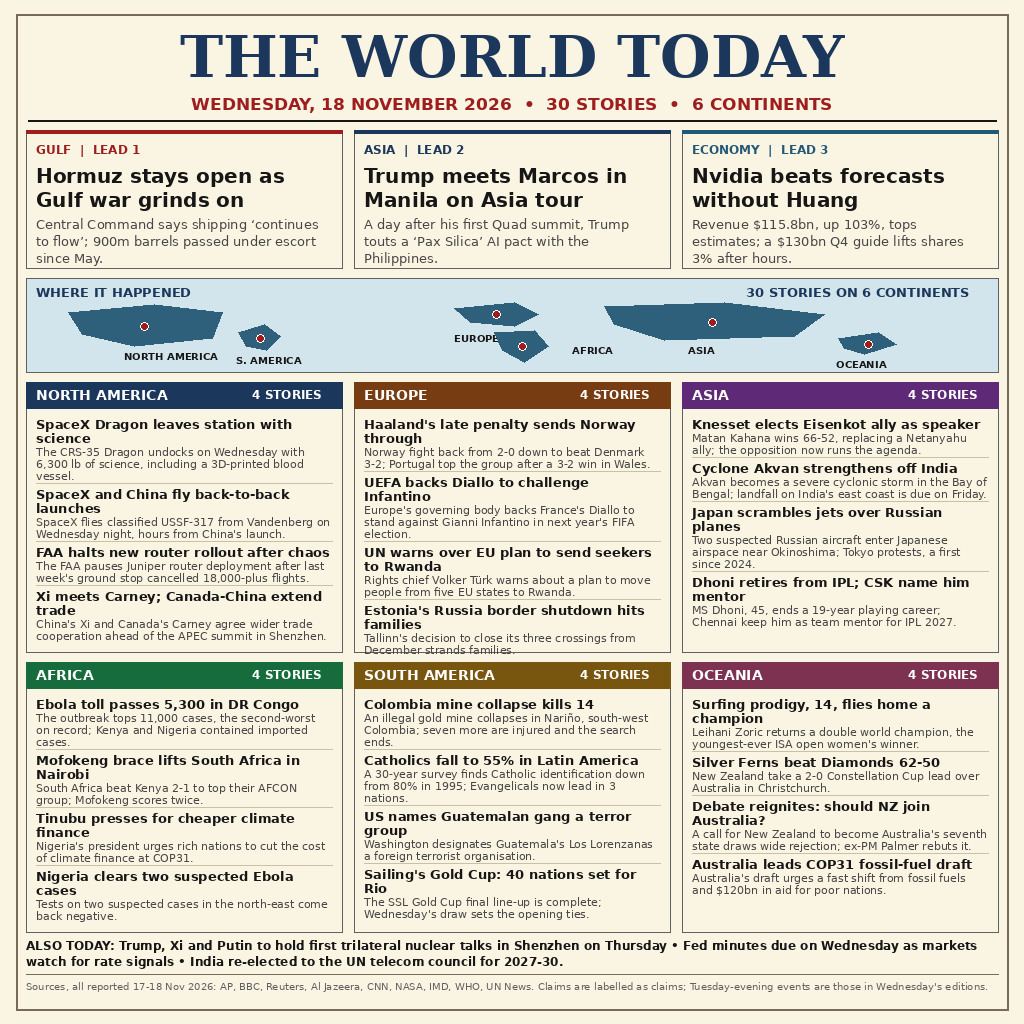 THE WORLD TODAY
WEDNESDAY, 18 NOVEMBER 2026 • 30 STORIES • 6 CONTINENTS
GULF | LEAD 1
Hormuz stays open as
Gulf war grinds on
Central Command says shipping ‘continues
to flow’; 900m barrels passed under escort
since May.
ASIA | LEAD 2
Trump meets Marcos in
Manila on Asia tour
A day after his first Quad summit, Trump
touts a ‘Pax Silica’ AI pact with the
Philippines.
ECONOMY | LEAD 3
Nvidia beats forecasts
without Huang
Revenue $115.8bn, up 103%, tops
estimates; a $130bn Q4 guide lifts shares
3% after hours.
WHERE IT HAPPENED
30 STORIES ON 6 CONTINENTS
NORTH AMERICA
S. AMERICA
EUROPE
AFRICA
ASIA
OCEANIA
NORTH AMERICA 4 STORIES
SpaceX Dragon leaves station with
science
The CRS-35 Dragon undocks on Wednesday with
6,300 lb of science, including a 3D-printed blood
vessel.
SpaceX and China fly back-to-back
launches
SpaceX flies classified USSF-317 from Vandenberg on
Wednesday night, hours from China's launch.
FAA halts new router rollout after chaos
The FAA pauses Juniper router deployment after last
week's ground stop cancelled 18,000-plus flights.
Xi meets Carney; Canada-China extend
trade
China's Xi and Canada's Carney agree wider trade
cooperation ahead of the APEC summit in Shenzhen.
EUROPE 4 STORIES
Haaland's late penalty sends Norway
through
Norway fight back from 2-0 down to beat Denmark
3-2; Portugal top the group after a 3-2 win in Wales.
UEFA backs Diallo to challenge
Infantino
Europe's governing body backs France's Diallo to
stand against Gianni Infantino in next year's FIFA
election.
UN warns over EU plan to send seekers
to Rwanda
Rights chief Volker Türk warns about a plan to move
people from five EU states to Rwanda.
Estonia's Russia border shutdown hits
families
Tallinn's decision to close its three crossings from
December strands families.
ASIA 4 STORIES
Knesset elects Eisenkot ally as speaker
Matan Kahana wins 66-52, replacing a Netanyahu
ally; the opposition now runs the agenda.
Cyclone Akvan strengthens off India
Akvan becomes a severe cyclonic storm in the Bay of
Bengal; landfall on India's east coast is due on Friday.
Japan scrambles jets over Russian
planes
Two suspected Russian aircraft enter Japanese
airspace near Okinoshima; Tokyo protests, a first
since 2024.
Dhoni retires from IPL; CSK name him
mentor
MS Dhoni, 45, ends a 19-year playing career;
Chennai keep him as team mentor for IPL 2027.
AFRICA 4 STORIES
Ebola toll passes 5,300 in DR Congo
The outbreak tops 11,000 cases, the second-worst
on record; Kenya and Nigeria contained imported
cases.
Mofokeng brace lifts South Africa in
Nairobi
South Africa beat Kenya 2-1 to top their AFCON
group; Mofokeng scores twice.
Tinubu presses for cheaper climate
finance
Nigeria's president urges rich nations to cut the cost
of climate finance at COP31.
Nigeria clears two suspected Ebola
cases
Tests on two suspected cases in the north-east come
back negative.
SOUTH AMERICA 4 STORIES
Colombia mine collapse kills 14
An illegal gold mine collapses in Nariño, south-west
Colombia; seven more are injured and the search
ends.
Catholics fall to 55% in Latin America
A 30-year survey finds Catholic identification down
from 80% in 1995; Evangelicals now lead in 3
nations.
US names Guatemalan gang a terror
group
Washington designates Guatemala's Los Lorenzanas
a foreign terrorist organisation.
Sailing's Gold Cup: 40 nations set for
Rio
The SSL Gold Cup final line-up is complete;
Wednesday's draw sets the opening ties.
OCEANIA 4 STORIES
Surfing prodigy, 14, flies home a
champion
Leihani Zoric returns a double world champion, the
youngest-ever ISA open women's winner.
Silver Ferns beat Diamonds 62-50
New Zealand take a 2-0 Constellation Cup lead over
Australia in Christchurch.
Debate reignites: should NZ join
Australia?
A call for New Zealand to become Australia's seventh
state draws wide rejection; ex-PM Palmer rebuts it.
Australia leads COP31 fossil-fuel draft
Australia's draft urges a fast shift from fossil fuels
and $120bn in aid for poor nations.
ALSO TODAY: Trump, Xi and Putin to hold first trilateral nuclear talks in Shenzhen on Thursday • Fed minutes due on Wednesday as markets
watch for rate signals • India re-elected to the UN telecom council for 2027-30.
Sources, all reported 17-18 Nov 2026: AP, BBC, Reuters, Al Jazeera, CNN, NASA, IMD, WHO, UN News. Claims are labelled as claims; Tuesday-evening events are those in Wednesday's editions.